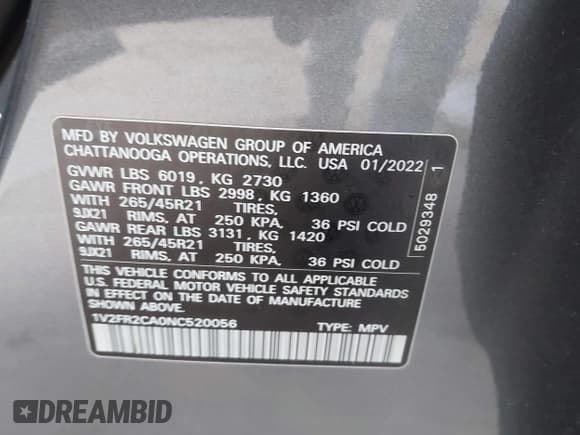 MFD BY VOLKSWAGEN GROUP OF AMERICA
CHATTANOOGA OPERATIONS, LLC. USA 01/2022
GVWR LBS 6019 , KG 2730
GAWR FRONT LBS 2998 , KG 1360
WITH 265/45R21 TIRES,
9JX21 RIMS, AT 250 KPA, 36 PSI COLD
GAWR REAR LBS 3131 , KG 1420
WITH 265/45R21 TIRES,
9JX21 RIMS, AT 250 KPA, 36 PSI COLD
THIS VEHICLE CONFORMS TO ALL APPLICABLE
U.S. FEDERAL MOTOR VEHICLE SAFETY STANDARDS
IN EFFECT ON THE DATE OF MANUFACTURE
SHOWN ABOVE.
1V2FR2CA0NC520056 TYPE: MPV
5029348 1
DREAMBID